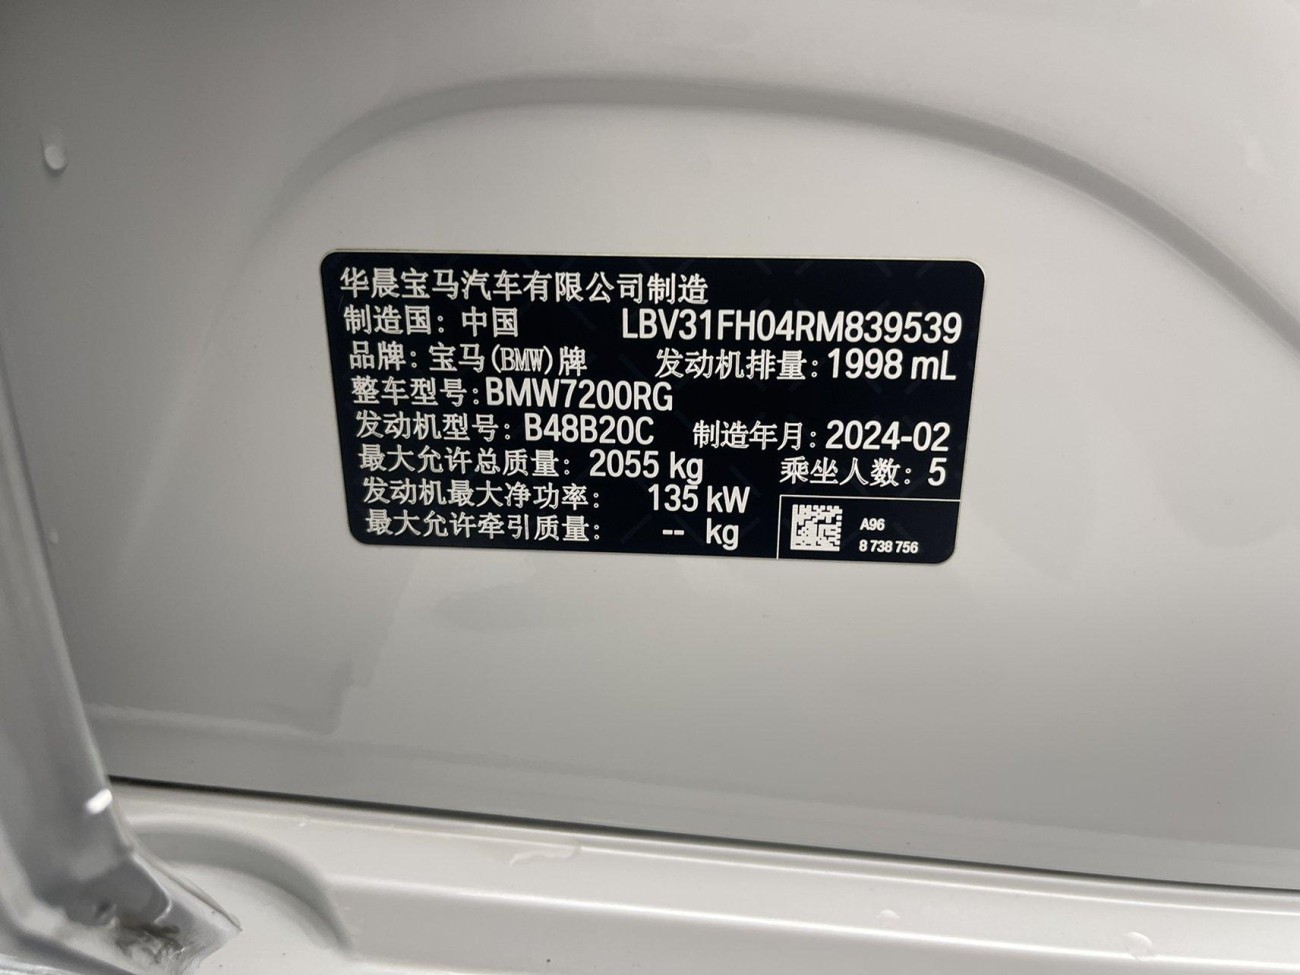 华晨宝马汽车有限公司制造
制造国：中国 LBV31FH04RM839539
品牌：宝马(BMW)牌 发动机排量：1998 mL
整车型号：BMW7200RG
发动机型号：B48B20C 制造年月：2024-02
最大允许总质量：2055 kg 乘坐人数：5
发动机最大净功率：135 kW
最大允许牵引质量：-- kg
A96
8 738 756